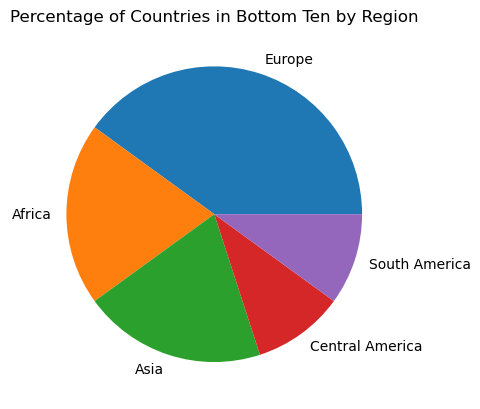 Percentage of Countries in Bottom Ten by Region
Europe
Africa
South America
Central America
Asia